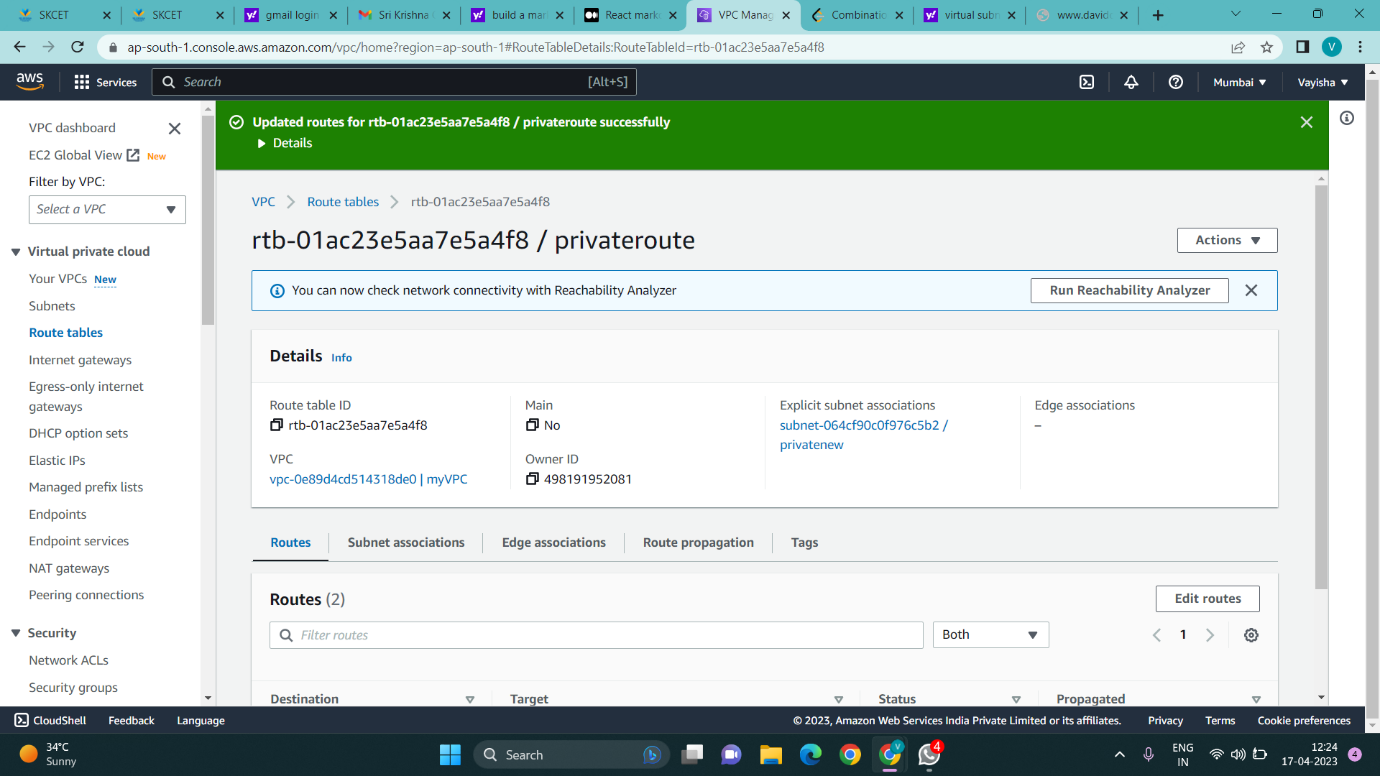 SKCET
SKCET
gmail login
Sri Krishna
build a mar
React mark
VPC Manag
Combinatio
virtual subn
www.davido
ap-south-1.console.aws.amazon.com/vpc/home?region=ap-south-1#RouteTableDetails:RouteTableId=rtb-01ac23e5aa7e5a4f8
V
aws
Services
Search
[Alt+S]
Mumbai
Vayisha
VPC dashboard
EC2 Global View New
Filter by VPC:
Select a VPC
Virtual private cloud
Your VPCs New
Subnets
Route tables
Internet gateways
Egress-only internet
gateways
DHCP option sets
Elastic IPs
Managed prefix lists
Endpoints
Endpoint services
NAT gateways
Peering connections
Security
Network ACLs
Security groups
Updated routes for rtb-01ac23e5aa7e5a4f8 / privateroute successfully
Details
VPC
Route tables
rtb-01ac23e5aa7e5a4f8
rtb-01ac23e5aa7e5a4f8 / privateroute
Actions
You can now check network connectivity with Reachability Analyzer
Run Reachability Analyzer
Details Info
Route table ID
rtb-01ac23e5aa7e5a4f8
VPC
vpc-0e89d4cd514318de0 | myVPC
Main
No
Owner ID
498191952081
Explicit subnet associations
subnet-064cf90c0f976c5b2 /
privatenew
Edge associations
–
Routes
Subnet associations
Edge associations
Route propagation
Tags
Routes (2)
Edit routes
Filter routes
Both
1
Destination
Target
Status
Propagated
CloudShell
Feedback
Language
© 2023, Amazon Web Services India Private Limited or its affiliates.
Privacy
Terms
Cookie preferences
34°C
Sunny
Search
V
4
ENG
IN
12:24
17-04-2023
4